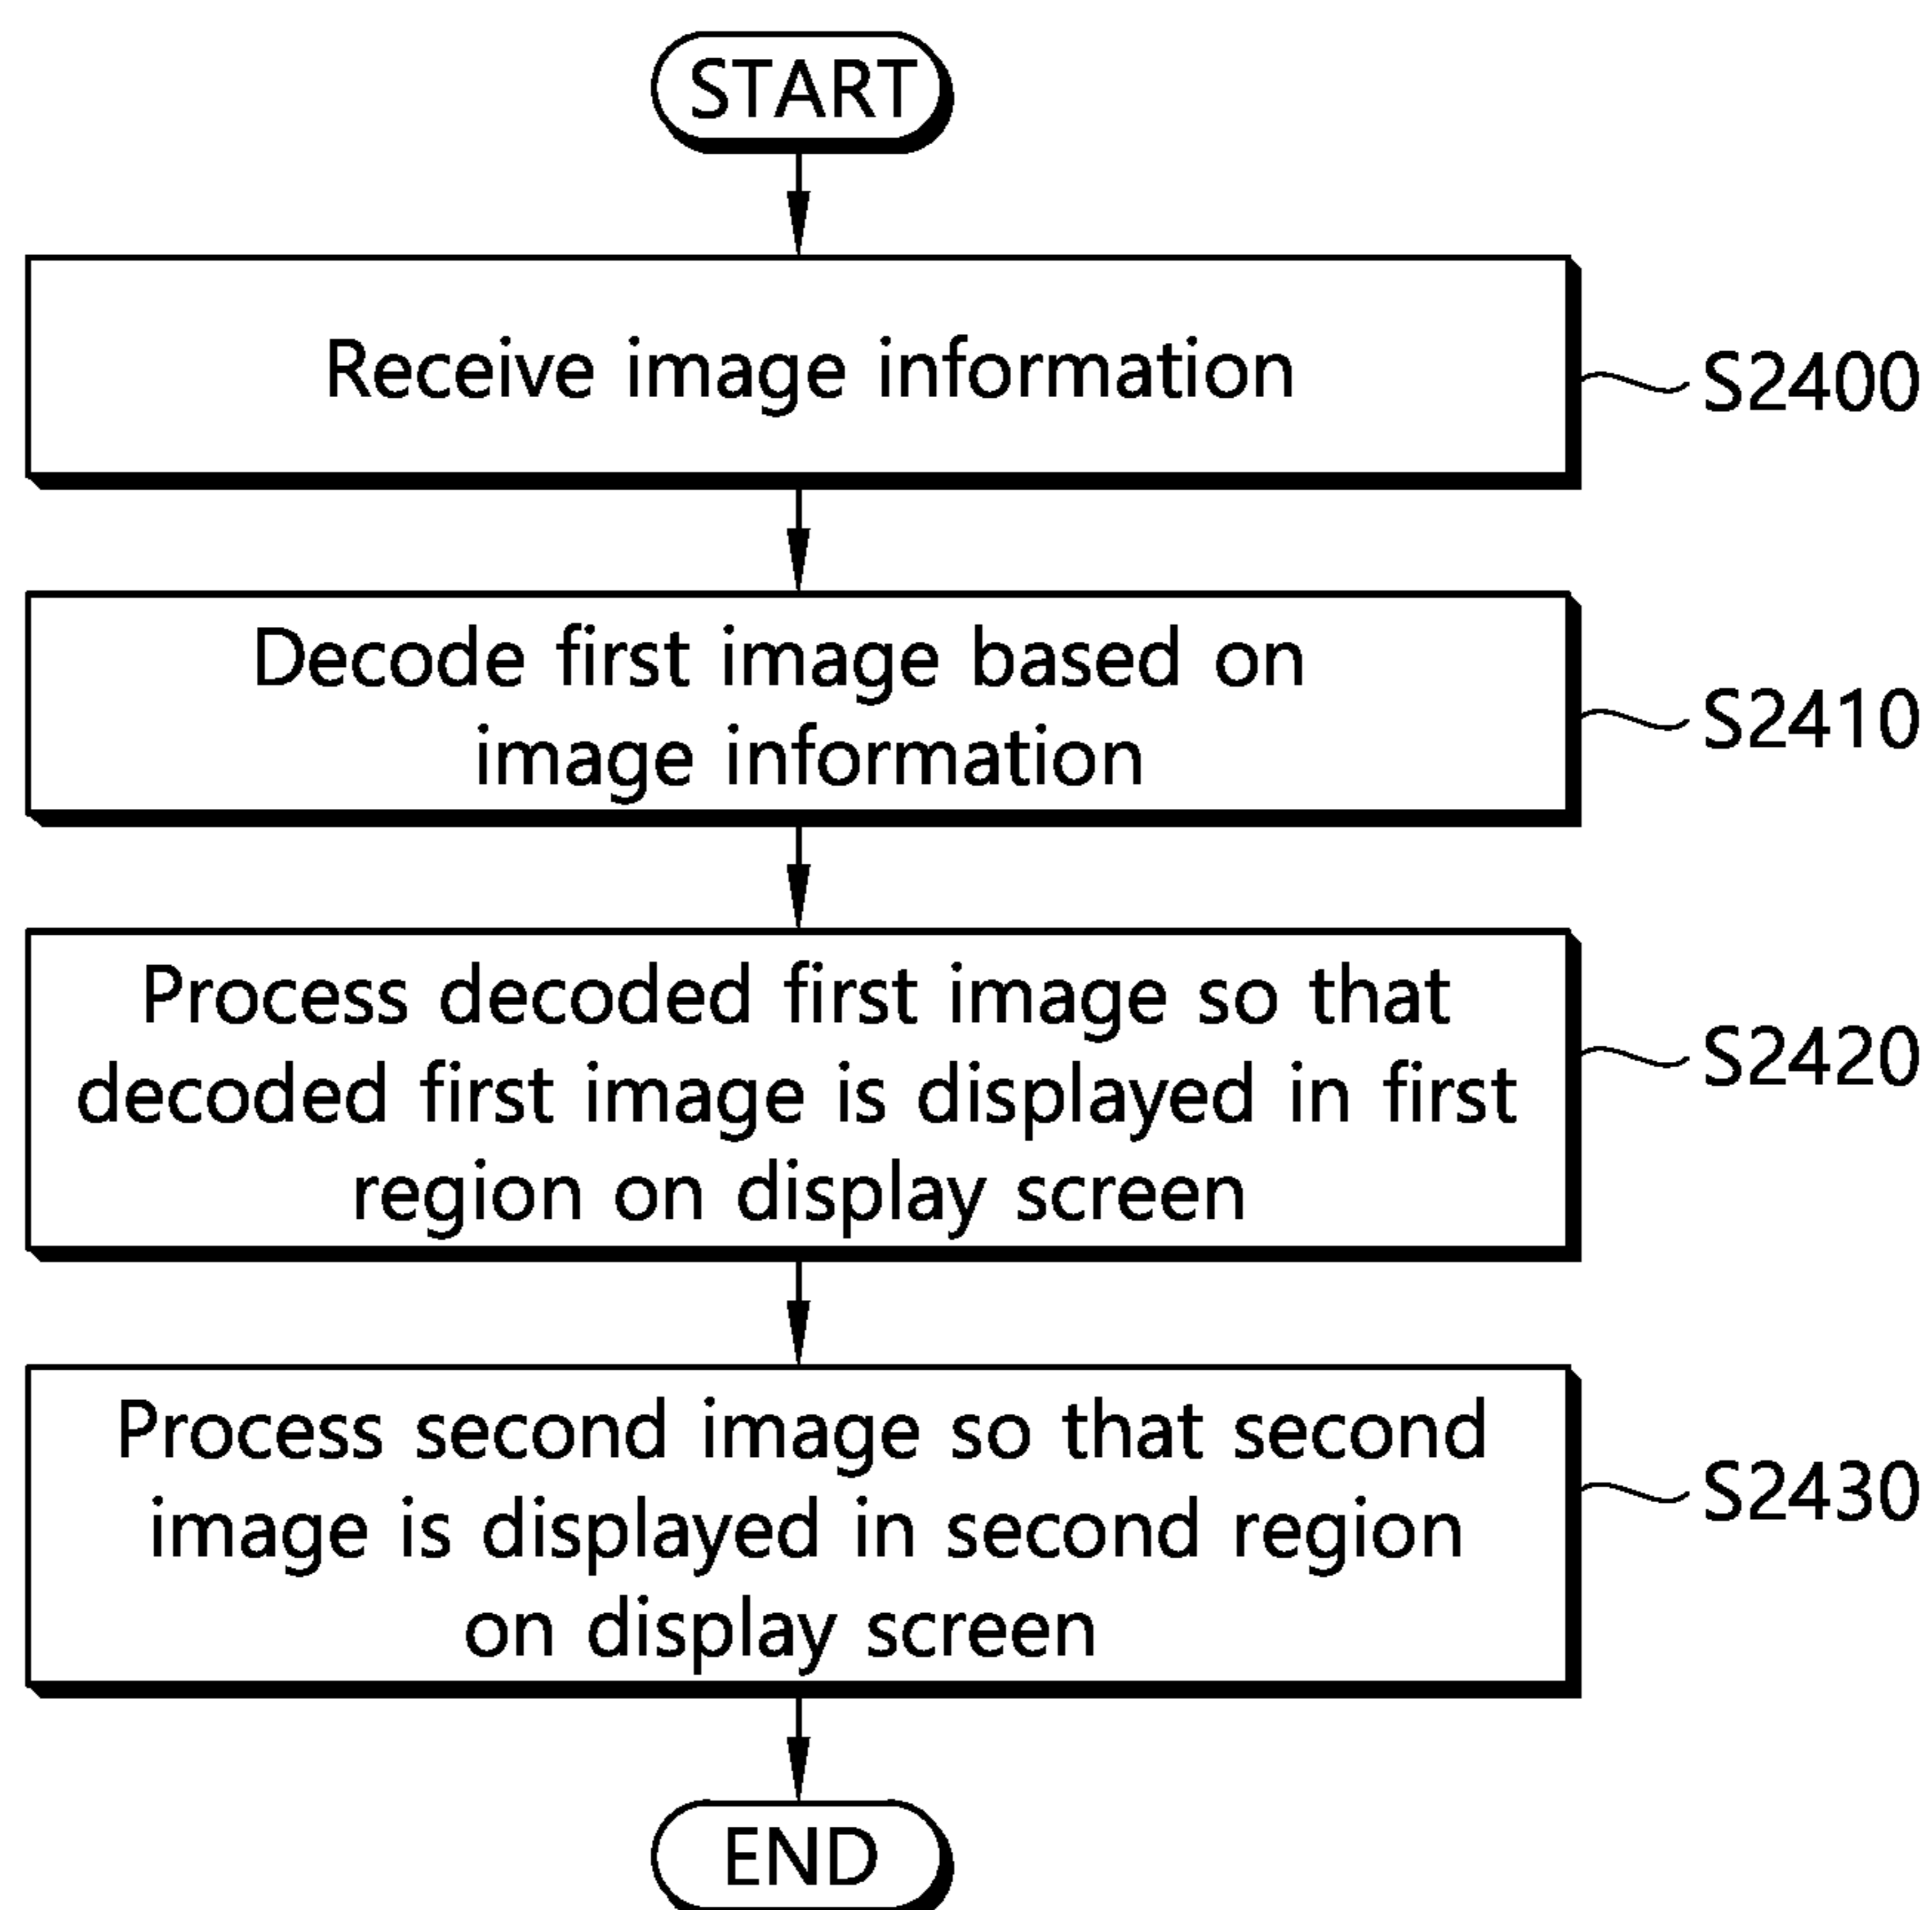 START
Receive image information
S2400
Decode first image based on
image information
S2410
Process decoded first image so that
decoded first image is displayed in first
region on display screen
S2420
Process second image so that second
image is displayed in second region
on display screen
S2430
END